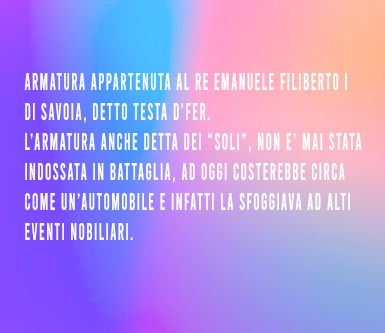 ARMATURA APPARTENUTA AL RE EMANUELE FILIBERTO I
DI SAVOIA, DETTO TESTA D'FER.
L'ARMATURA ANCHE DETTA DEI “SOLI”, NON E' MAI STATA
INDOSSATA IN BATTAGLIA, AD OGGI COSTEREBBE CIRCA
COME UN'AUTOMOBILE E INFATTI LA SFOGGIAVA AD ALTI
EVENTI NOBILIARI.